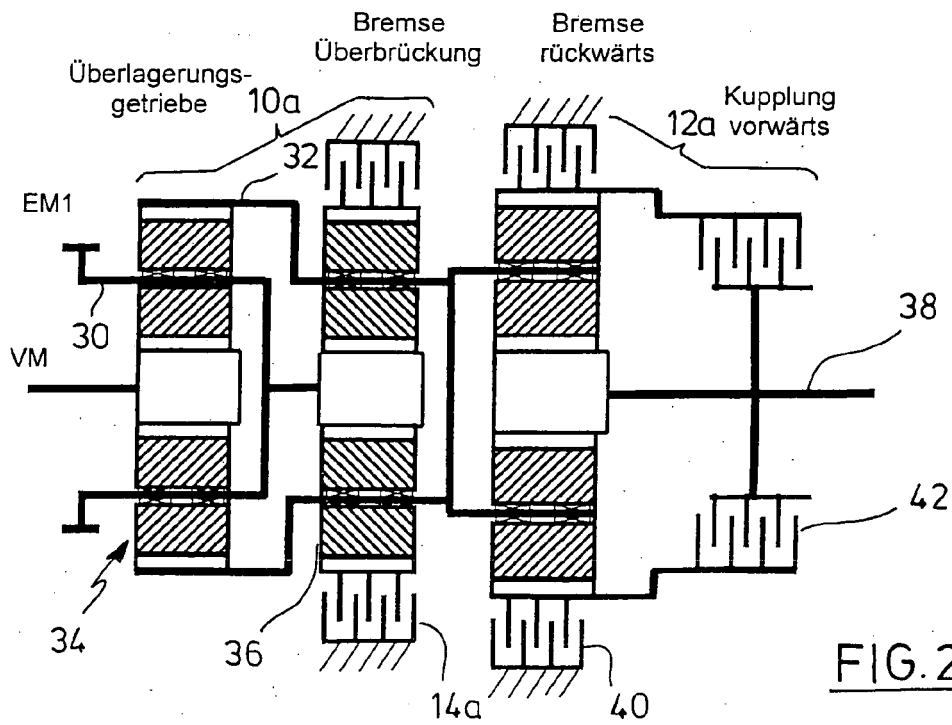 Bremse
Überbrückung
Bremse
rückwärts
Überlagerungs-
getriebe
10a
12a
Kupplung
vorwärts
32
EM1
30
VM
38
42
34
36
14a
40
FIG.2